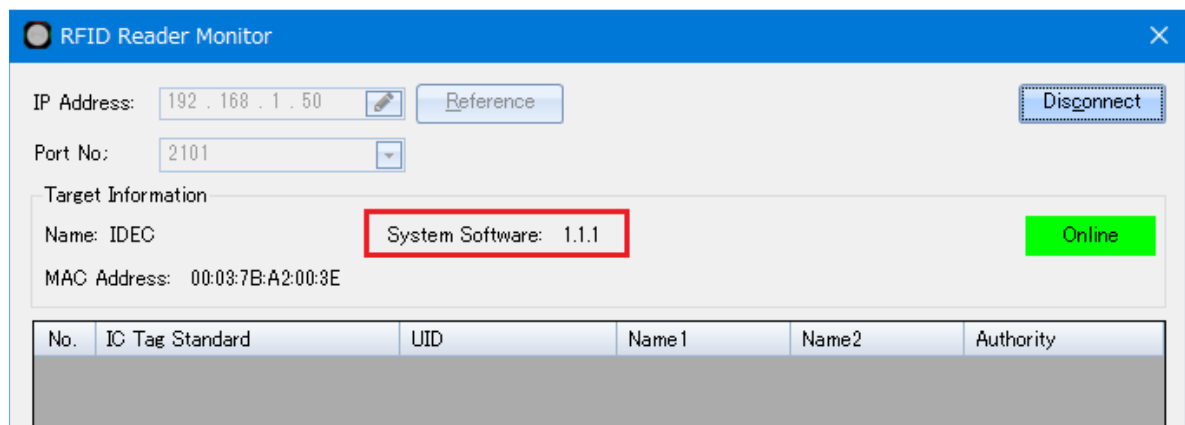 RFID Reader Monitor
IP Address: 192 . 168 . 1 . 50 Reference Disconnect
Port No: 2101
Target Information
Name: IDEC System Software: 1.1.1 Online
MAC Address: 00:03:7B:A2:00:3E
No. IC Tag Standard UID Name1 Name2 Authority